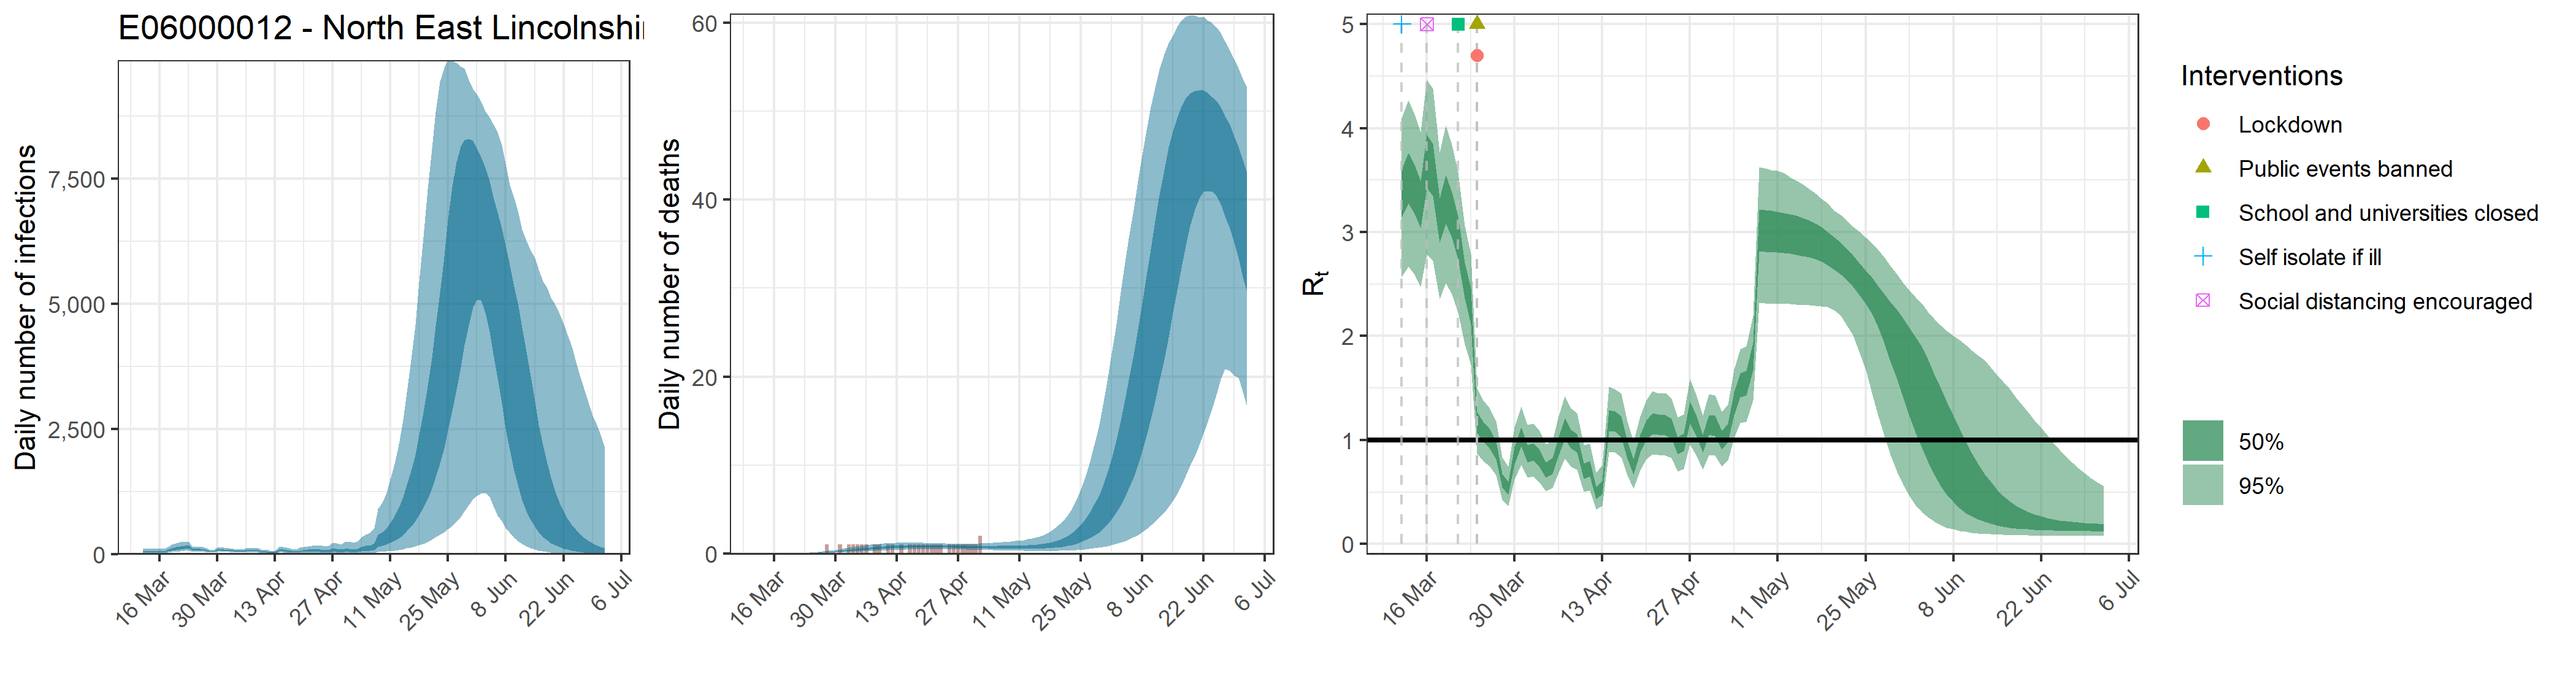 E06000012 - North East Lincolnshi
Daily number of infections
7,500
5,000
2,500
0
16 Mar
30 Mar
13 Apr
27 Apr
11 May
25 May
8 Jun
22 Jun
6 Jul
Daily number of deaths
60
40
20
0
16 Mar
30 Mar
13 Apr
27 Apr
11 May
25 May
8 Jun
22 Jun
6 Jul
Rt
5
4
3
2
1
0
16 Mar
30 Mar
13 Apr
27 Apr
11 May
25 May
8 Jun
22 Jun
6 Jul
Interventions
Lockdown
Public events banned
School and universities closed
Self isolate if ill
Social distancing encouraged
50%
95%